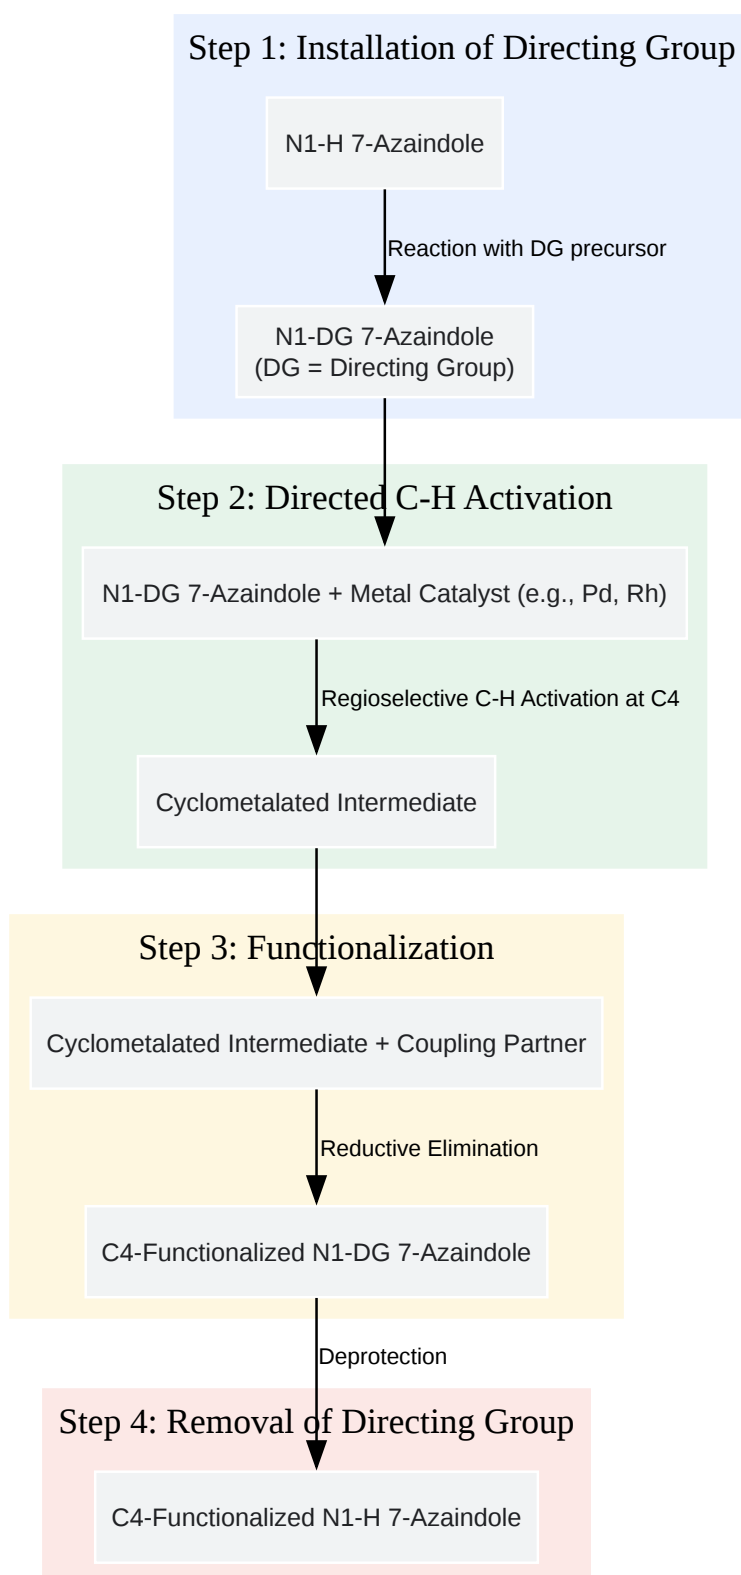 Step 1: Installation of Directing Group
N1-H 7-Azaindole
Reaction with DG precursor
N1-DG 7-Azaindole
(DG = Directing Group)
Step 2: Directed C-H Activation
N1-DG 7-Azaindole + Metal Catalyst (e.g., Pd, Rh)
Regioselective C-H Activation at C4
Cyclometalated Intermediate
Step 3: Functionalization
Cyclometalated Intermediate + Coupling Partner
Reductive Elimination
C4-Functionalized N1-DG 7-Azaindole
Deprotection
Step 4: Removal of Directing Group
C4-Functionalized N1-H 7-Azaindole